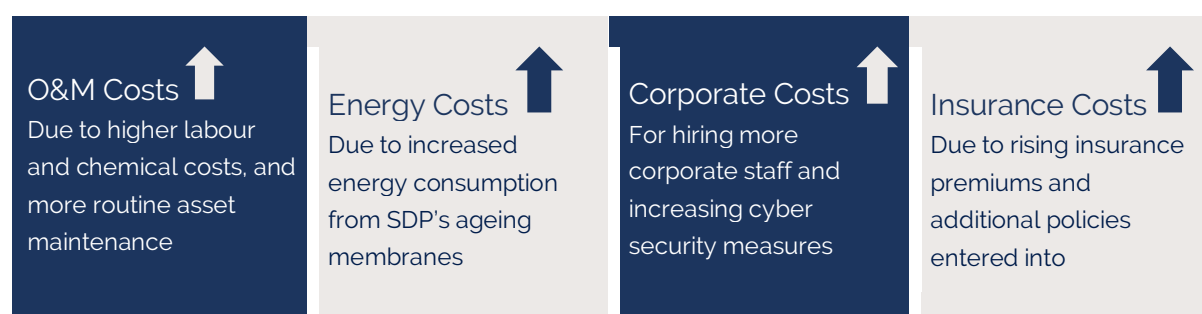 O&M Costs
Due to higher labour
and chemical costs, and
more routine asset
maintenance
Energy Costs
Due to increased
energy consumption
from SDP's ageing
membranes
Corporate Costs
For hiring more
corporate staff and
increasing cyber
security measures
Insurance Costs
Due to rising insurance
premiums and
additional policies
entered into